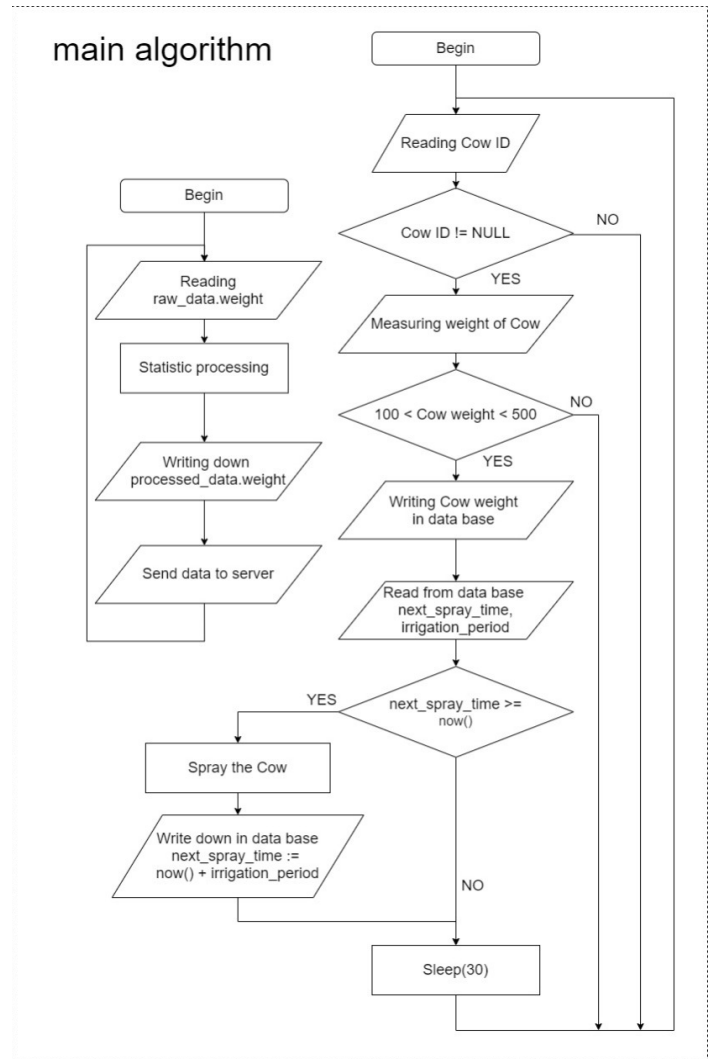 main algorithm
Begin
Reading Cow ID
Cow ID != NULL
NO
YES
Measuring weight of Cow
100 < Cow weight < 500
NO
YES
Writing Cow weight
in data base
Read from data base
next_spray_time,
irrigation_period
next_spray_time >=
now()
YES
Spray the Cow
Write down in data base
next_spray_time :=
now() + irrigation_period
NO
Sleep(30)
Begin
Reading
raw_data.weight
Statistic processing
Writing down
processed_data.weight
Send data to server